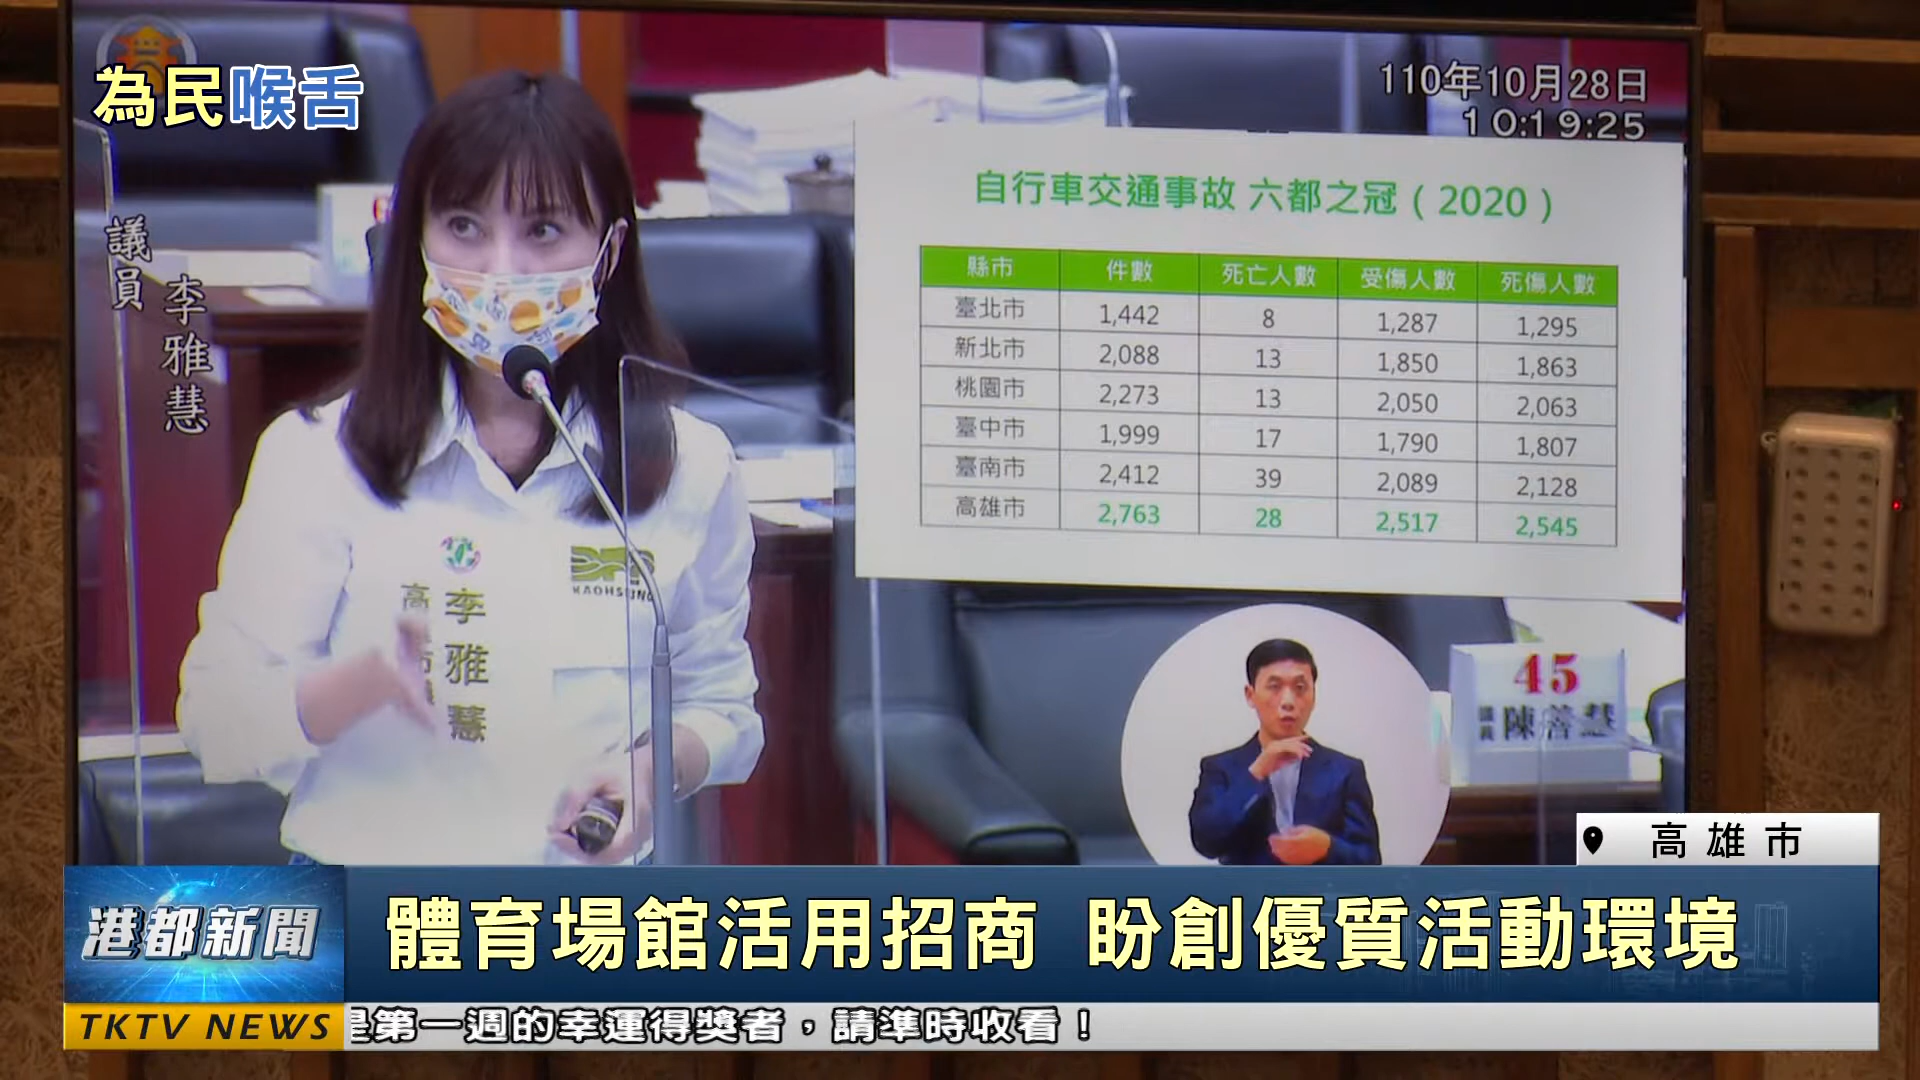 為民喉舌
110年10月28日
10:19:25
議員
李雅慧
自行車交通事故 六都之冠(2020)
縣市 件數 死亡人數 受傷人數 死傷人數
臺北市 1,442 8 1,287 1,295
新北市 2,088 13 1,850 1,863
桃園市 2,273 13 2,050 2,063
臺中市 1,999 17 1,790 1,807
臺南市 2,412 39 2,089 2,128
高雄市 2,763 28 2,517 2,545
DPP
KAOHSIUNG
李雅慧
45
議員 陳善慧
高雄市
港都新聞
體育場館活用招商 盼創優質活動環境
TKTV NEWS
是第一週的幸運得獎者，請準時收看！